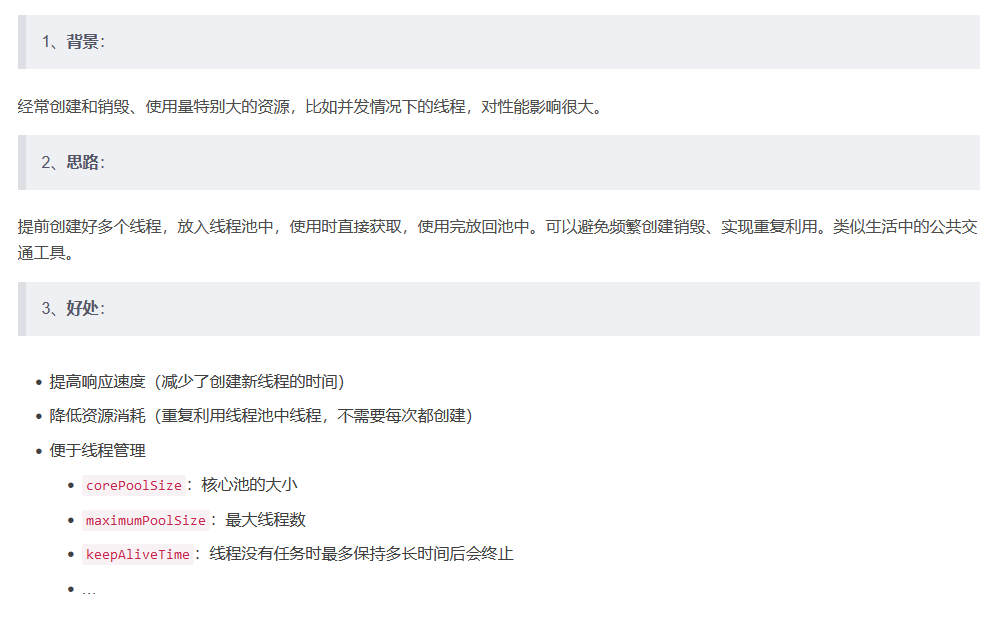 1、背景：
经常创建和销毁、使用量特别大的资源，比如并发情况下的线程，对性能影响很大。
2、思路：
提前创建好多个线程，放入线程池中，使用时直接获取，使用完放回池中。可以避免频繁创建销毁、实现重复利用。类似生活中的公共交
通工具。
3、好处：
• 提高响应速度（减少了创建新线程的时间）
• 降低资源消耗（重复利用线程池中线程，不需要每次都创建）
• 便于线程管理
• corePoolSize：核心池的大小
• maximumPoolSize：最大线程数
• keepAliveTime：线程没有任务时最多保持多长时间后会终止
• …